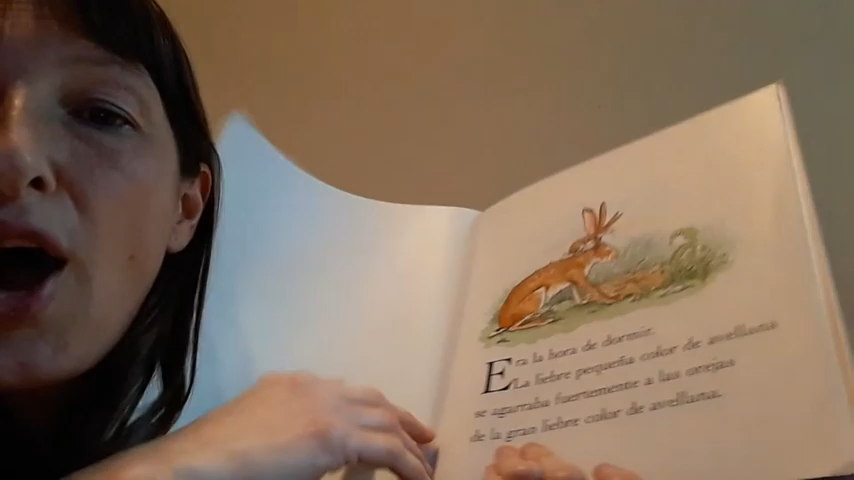 Era la hora de dormir.
La liebre pequeña color de avellana
se agarraba fuertemente a las orejas
de la gran liebre color de avellana.